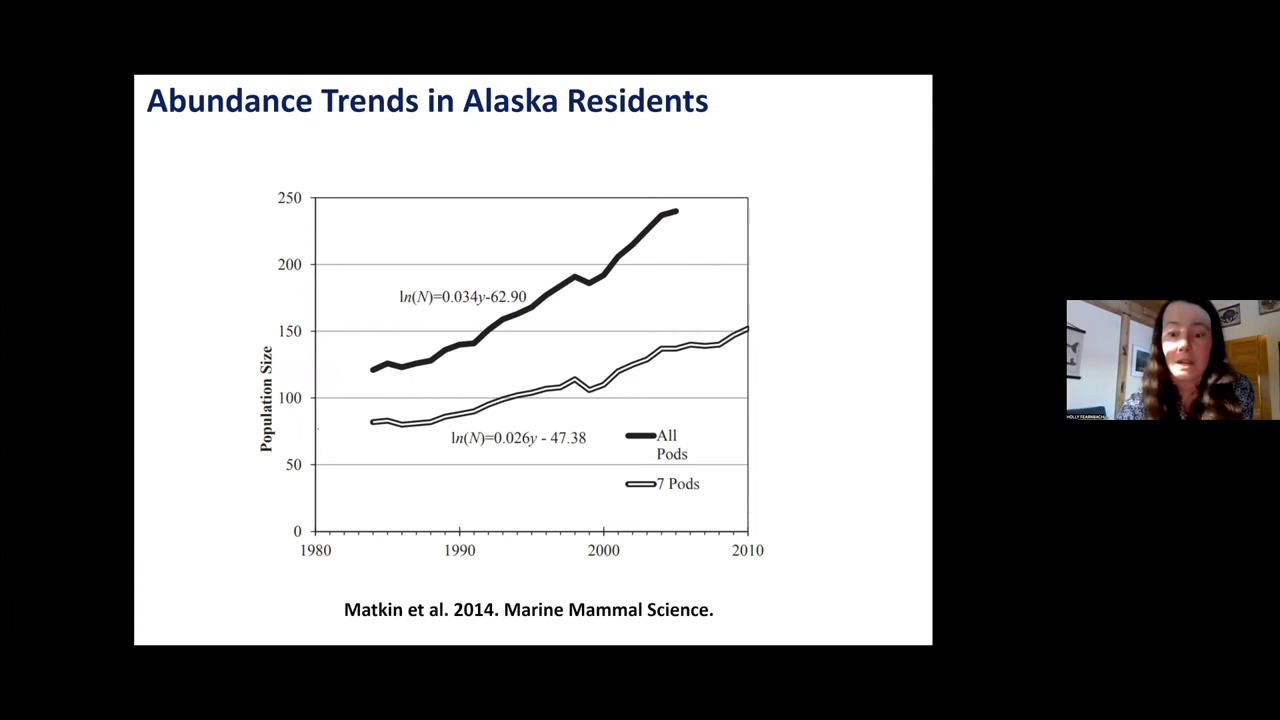 Abundance Trends in Alaska Residents
250
200
150
100
50
0
Population Size
ln(N)=0.034y-62.90
ln(N)=0.026y - 47.38
All
Pods
7 Pods
1980
1990
2000
2010
Matkin et al. 2014. Marine Mammal Science.
HOLLY FEARNBACH